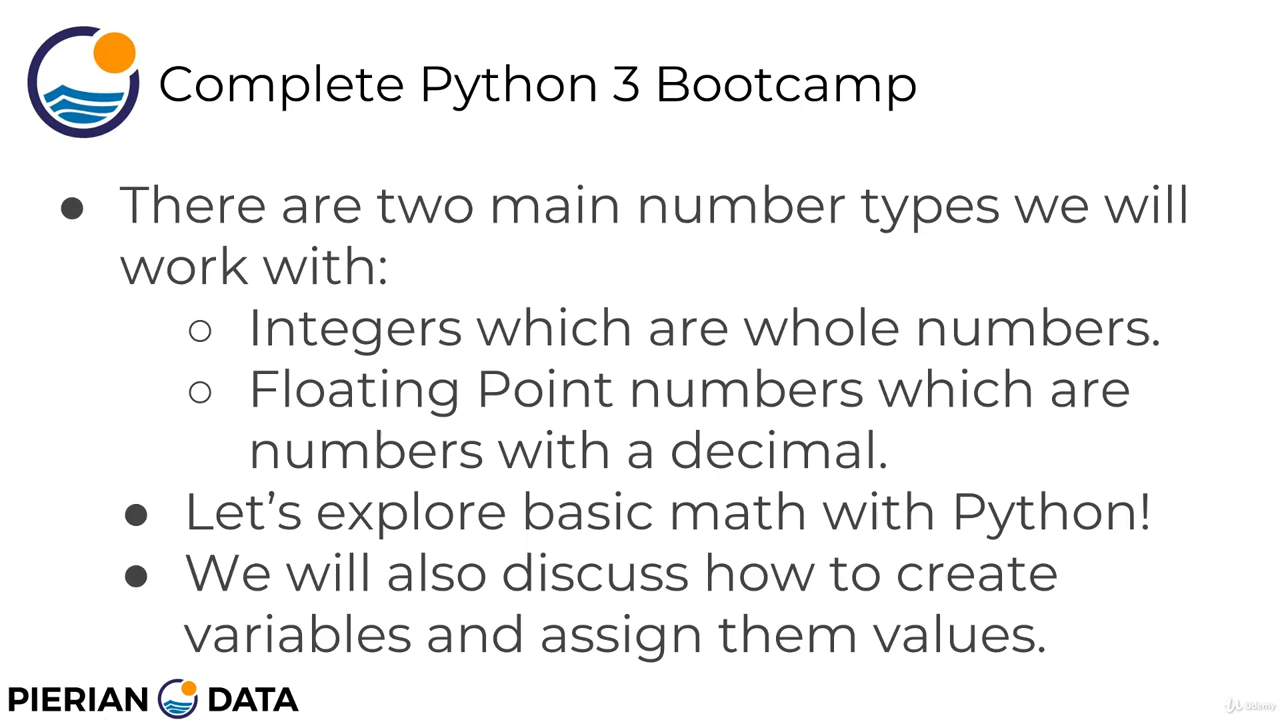 Complete Python 3 Bootcamp
● There are two main number types we will
work with:
○ Integers which are whole numbers.
○ Floating Point numbers which are
numbers with a decimal.
● Let's explore basic math with Python!
● We will also discuss how to create
variables and assign them values.
PIERIAN DATA
Udemy